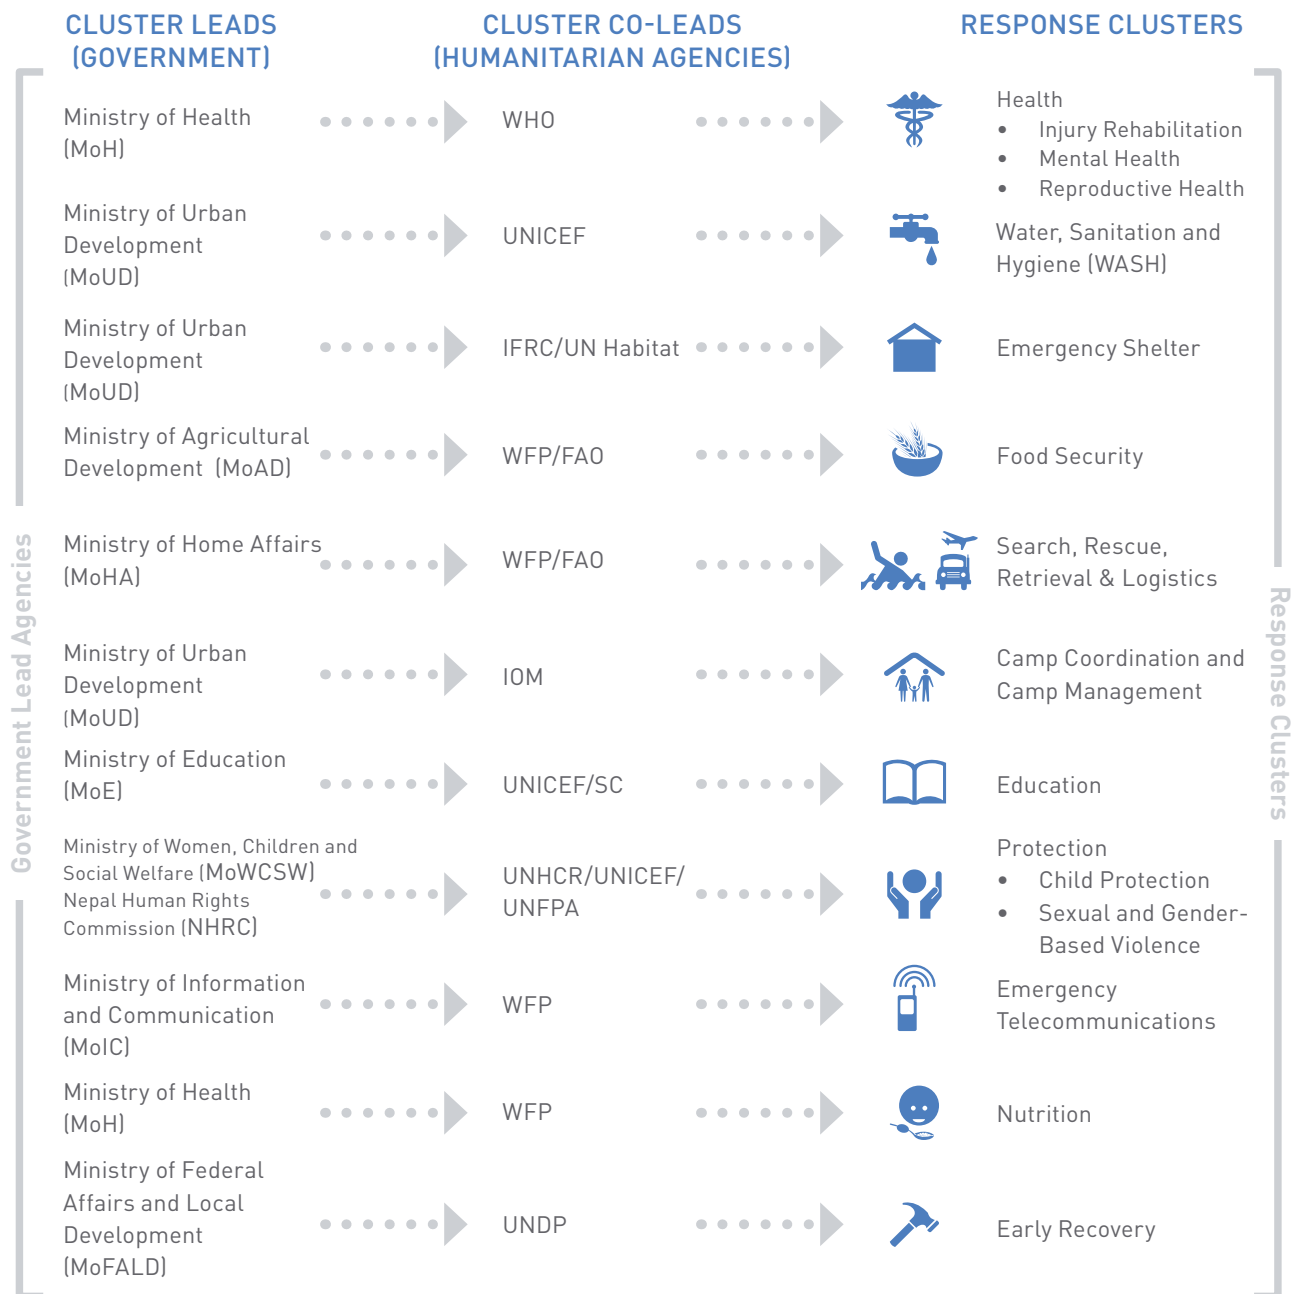 CLUSTER LEADS
(GOVERNMENT)
CLUSTER CO-LEADS
(HUMANITARIAN AGENCIES)
RESPONSE CLUSTERS
Government Lead Agencies
Response Clusters
Ministry of Health
(MoH)
WHO
Health
• Injury Rehabilitation
• Mental Health
• Reproductive Health
Ministry of Urban
Development
(MoUD)
UNICEF
Water, Sanitation and
Hygiene (WASH)
Ministry of Urban
Development
(MoUD)
IFRC/UN Habitat
Emergency Shelter
Ministry of Agricultural
Development (MoAD)
WFP/FAO
Food Security
Ministry of Home Affairs
(MoHA)
WFP/FAO
Search, Rescue,
Retrieval & Logistics
Ministry of Urban
Development
(MoUD)
IOM
Camp Coordination and
Camp Management
Ministry of Education
(MoE)
UNICEF/SC
Education
Ministry of Women, Children and
Social Welfare (MoWCSW)
Nepal Human Rights
Commission (NHRC)
UNHCR/UNICEF/
UNFPA
Protection
• Child Protection
• Sexual and Gender-
Based Violence
Ministry of Information
and Communication
(MoIC)
WFP
Emergency
Telecommunications
Ministry of Health
(MoH)
WFP
Nutrition
Ministry of Federal
Affairs and Local
Development
(MoFALD)
UNDP
Early Recovery